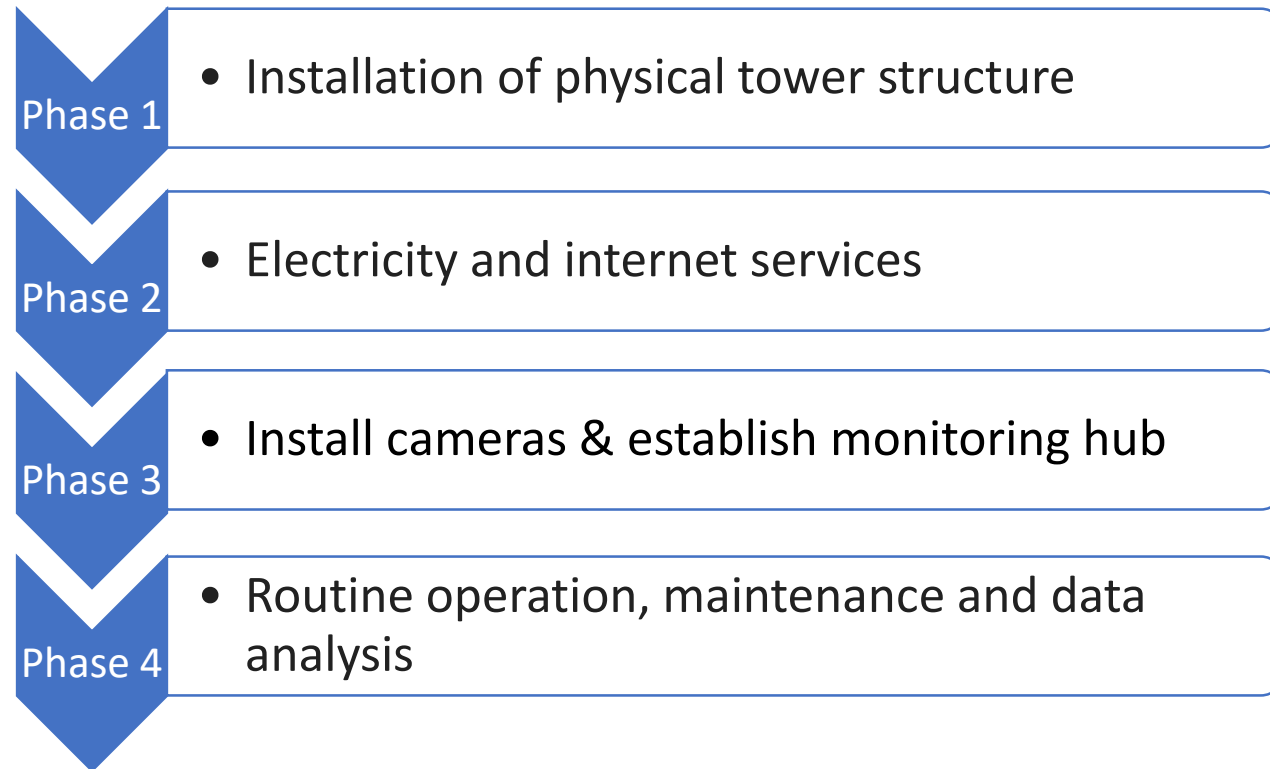 Phase 1
• Installation of physical tower structure
Phase 2
• Electricity and internet services
Phase 3
• Install cameras & establish monitoring hub
Phase 4
• Routine operation, maintenance and data
analysis